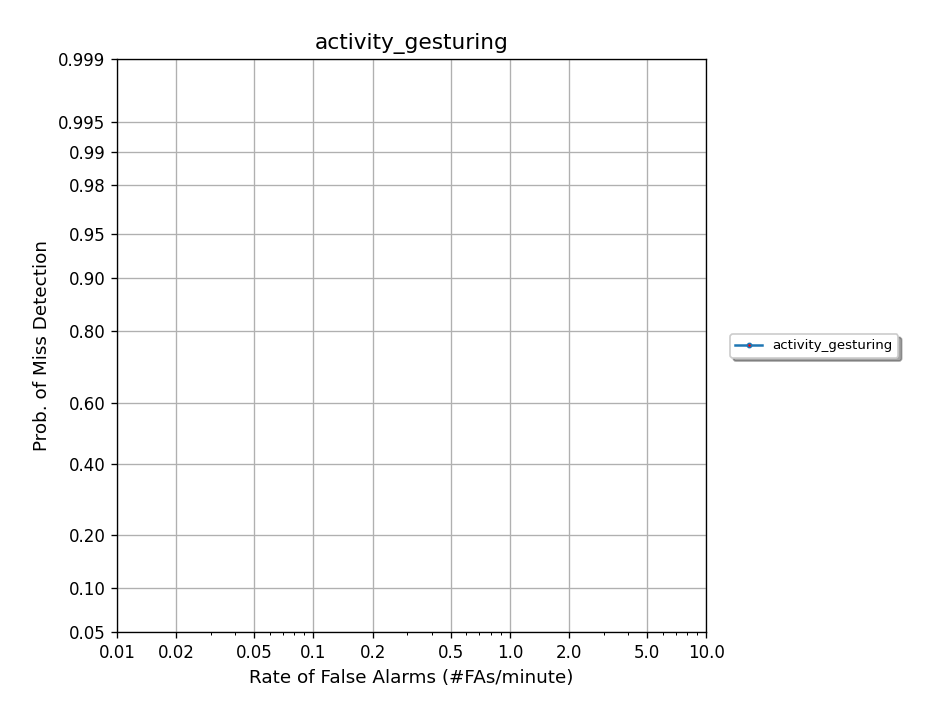 activity_gesturing
0.999
0.995
0.99
0.98
0.95
0.90
0.80
0.60
0.40
0.20
0.10
0.05
Prob. of Miss Detection
0.01 0.02 0.05 0.1 0.2 0.5 1.0 2.0 5.0 10.0
Rate of False Alarms (#FAs/minute)
activity_gesturing